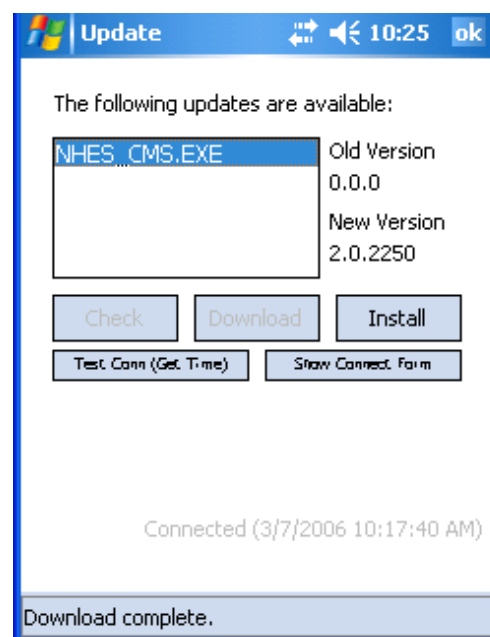 Update 10:25 ok
The following updates are available:
NHES_CMS.EXE
Old Version
0.0.0
New Version
2.0.2250
Check Download Install
Test Conn (Get Time) Show Connect Form
Connected (3/7/2006 10:17:40 AM)
Download complete.